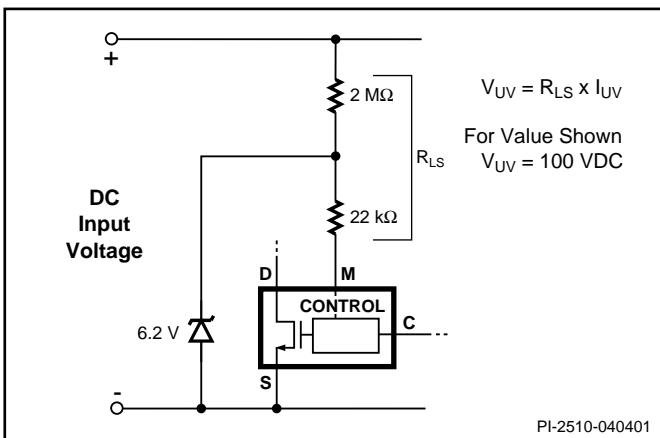 +
2 MΩ
V_UV = R_LS x I_UV
For Value Shown
V_UV = 100 VDC
R_LS
DC
Input
Voltage
22 kΩ
D
M
CONTROL
C
6.2 V
S
-
PI-2510-040401